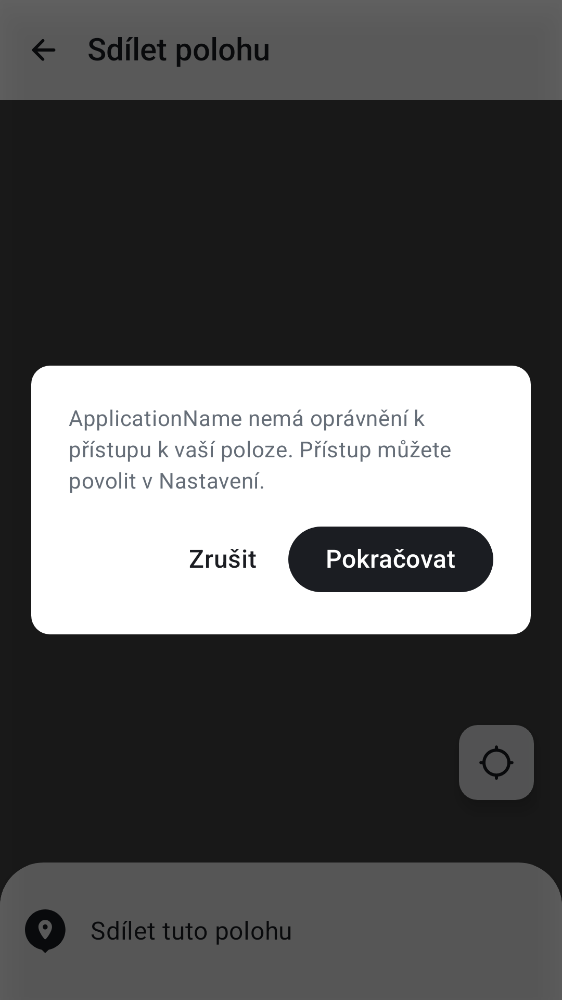 Sdílet polohu
ApplicationName nemá oprávnění k
přístupu k vaší poloze. Přístup můžete
povolit v Nastavení.
Zrušit
Pokračovat
Sdílet tuto polohu